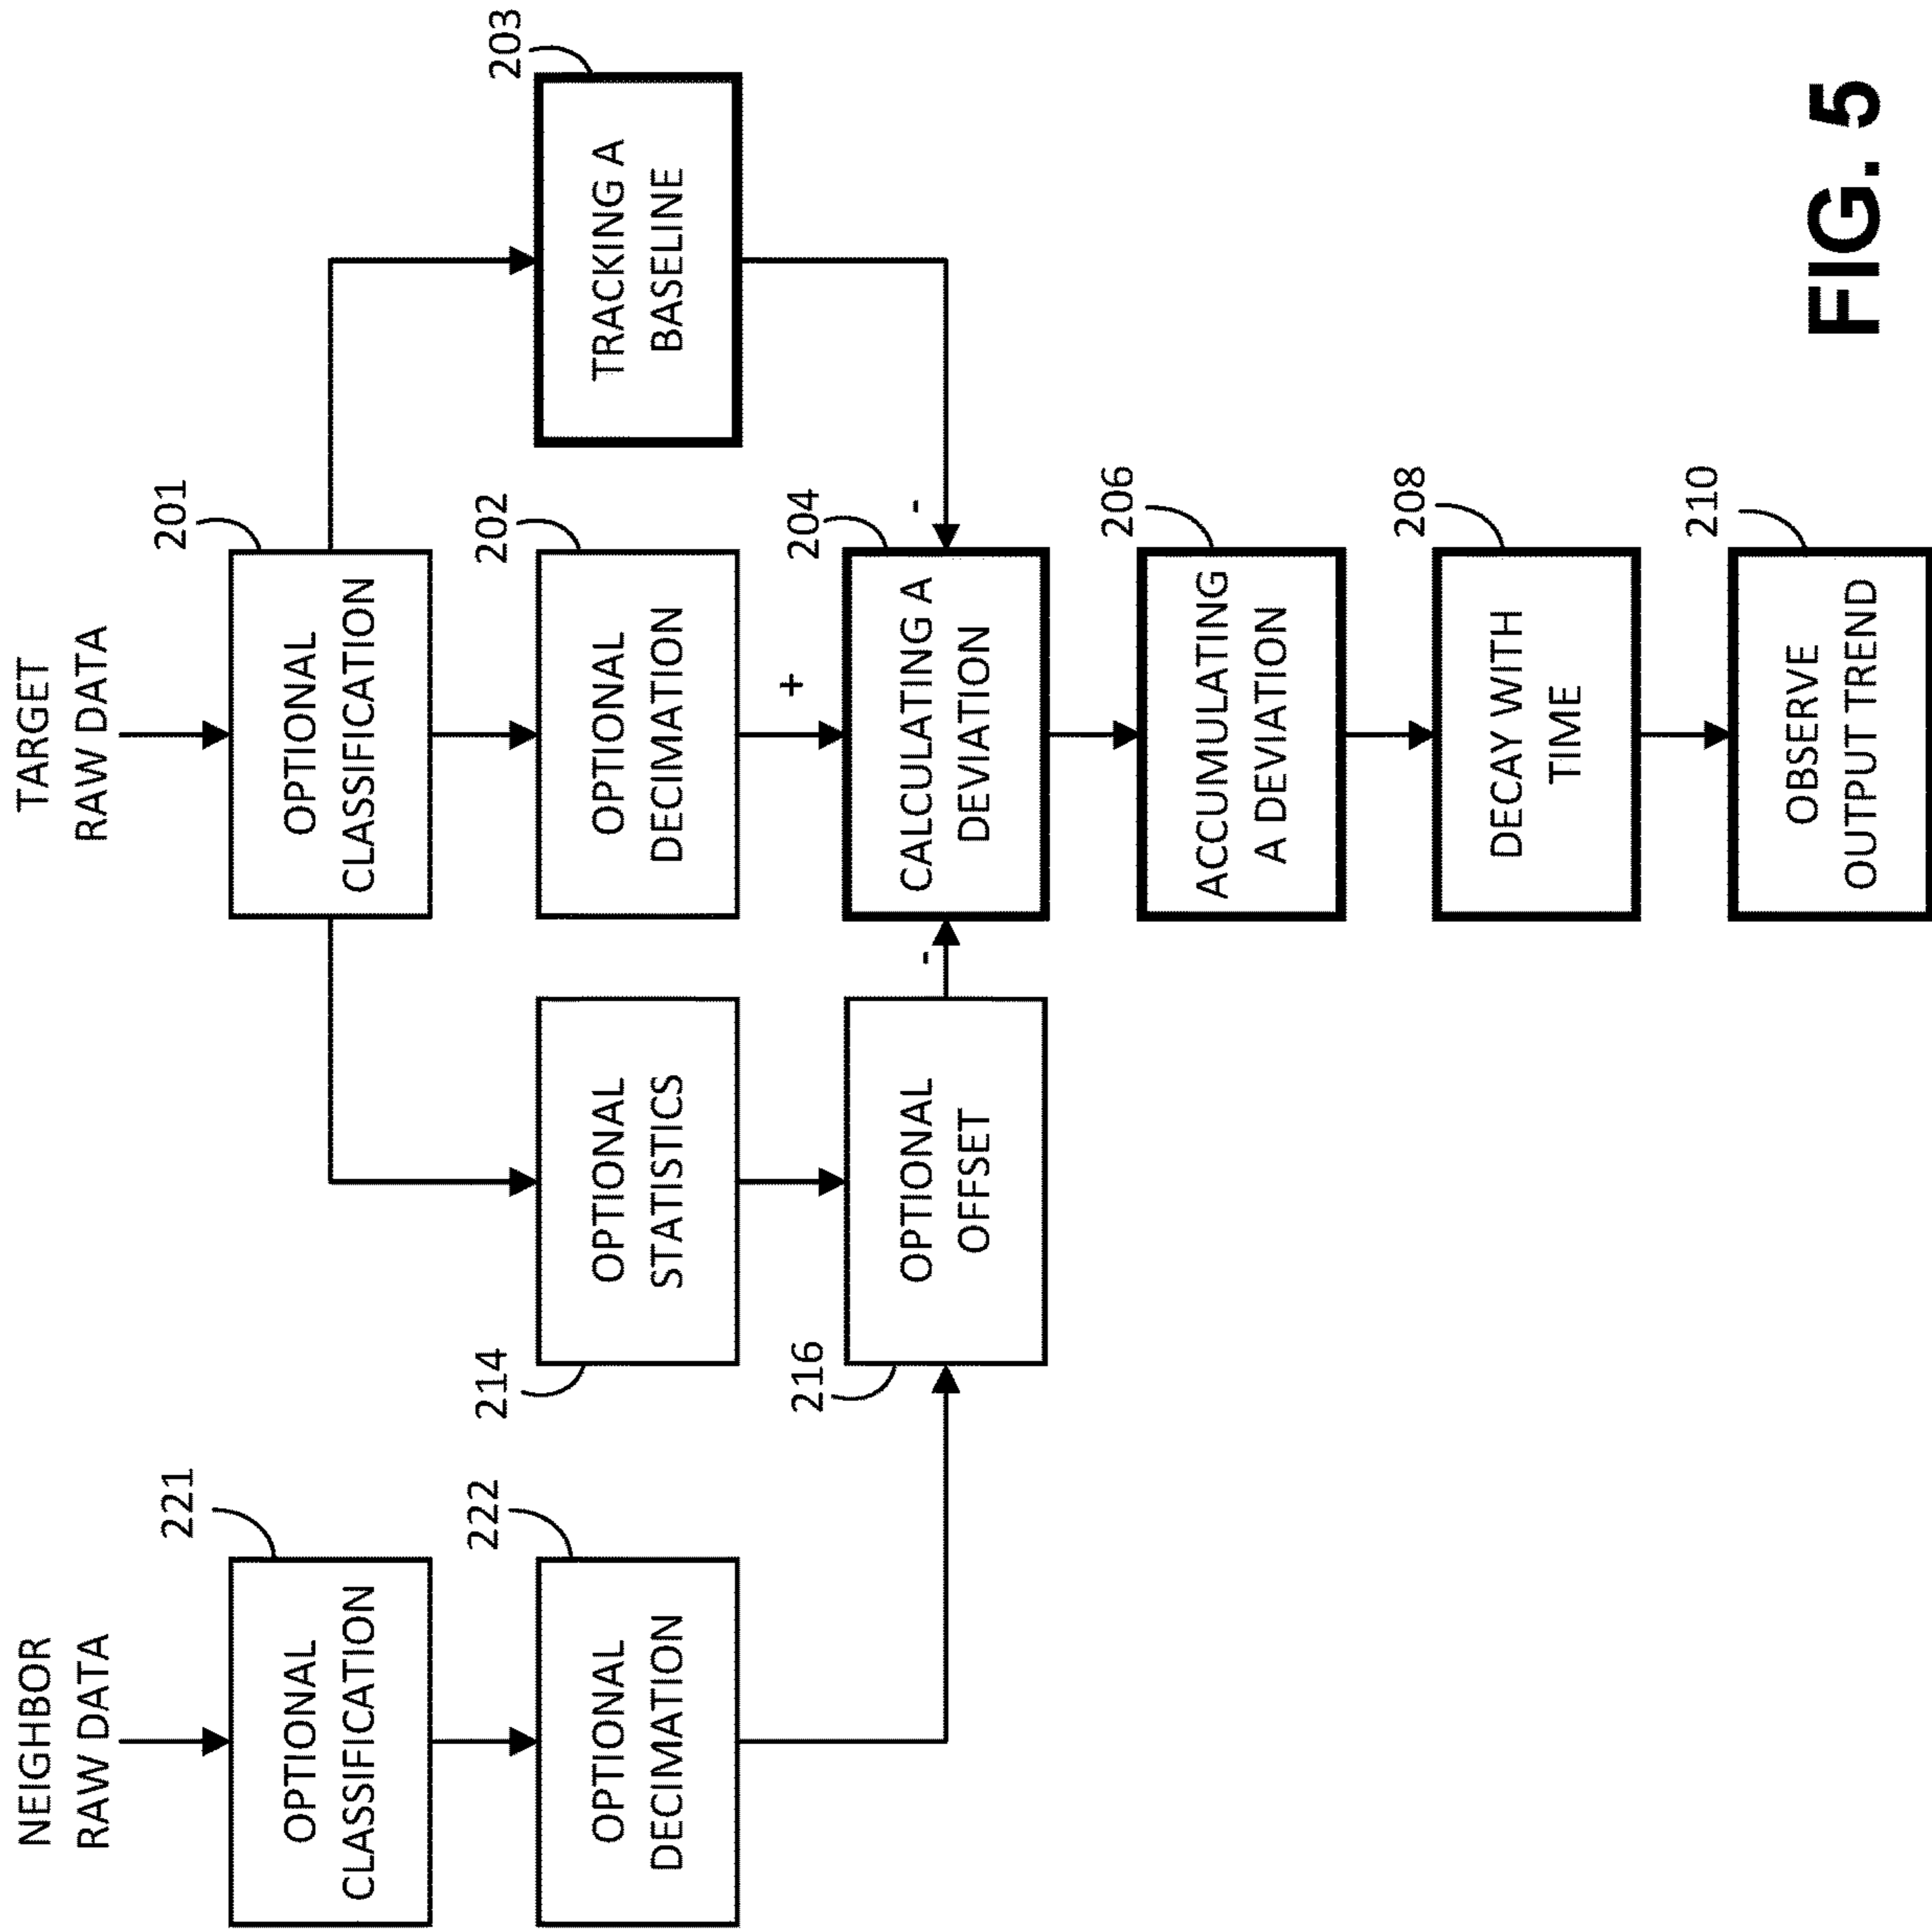 NEIGHBOR
RAW DATA
TARGET
RAW DATA
221
OPTIONAL
CLASSIFICATION
201
OPTIONAL
CLASSIFICATION
222
OPTIONAL
DECIMATION
214
OPTIONAL
STATISTICS
202
OPTIONAL
DECIMATION
203
TRACKING A
BASELINE
216
OPTIONAL
OFFSET
-
+
-
204
CALCULATING A
DEVIATION
206
ACCUMULATING
A DEVIATION
208
DECAY WITH
TIME
210
OBSERVE
OUTPUT TREND
FIG. 5